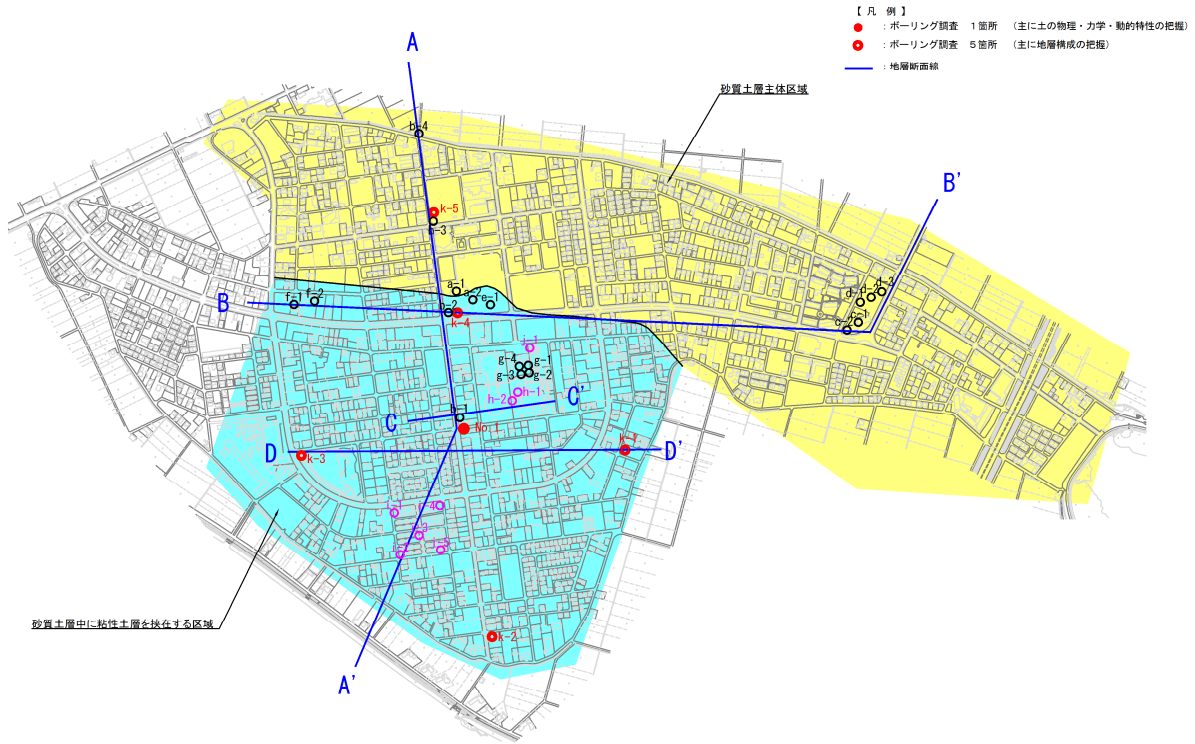 【 凡 例 】
：ボーリング調査 １箇所 （主に土の物理・力学・動的特性の把握）
：ボーリング調査 ５箇所 （主に地層構成の把握）
：地層断面線
A
砂質土層主体区域
b-4
B'
k-5
a-1
e-1
d-3
f-1
f-2
B
k-4
c-2
c-1
g-4
g-1
g-3
g-2
h-1
h-2
C'
b-1
C
No.1
k-1
D
k-3
D'
砂質土層中に粘性土層を挟在する区域
k-2
A'